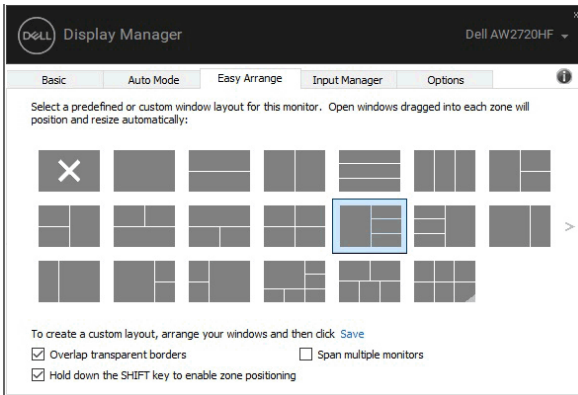 DELL Display Manager Dell AW2720HF
Basic Auto Mode Easy Arrange Input Manager Options
Select a predefined or custom window layout for this monitor. Open windows dragged into each zone will
position and resize automatically:
To create a custom layout, arrange your windows and then click Save
Overlap transparent borders Span multiple monitors
Hold down the SHIFT key to enable zone positioning